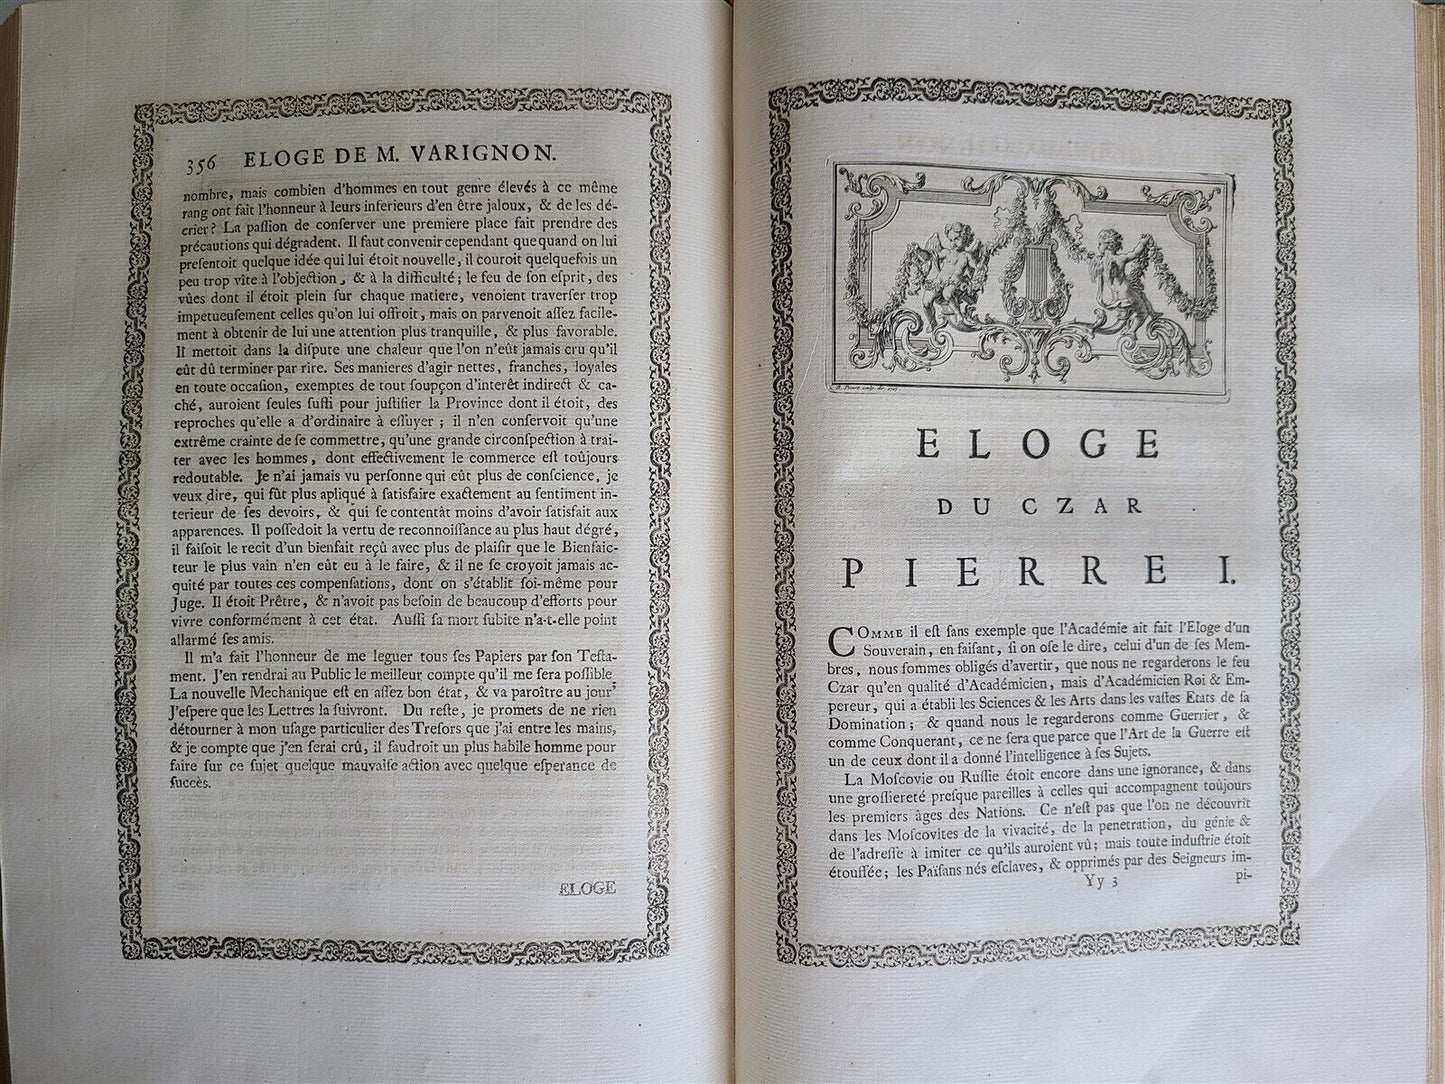 356 ELOGE DE M. VARIGNON.
nombre, mais combien d'hommes en tout genre élevés à ce même
rang ont fait l'honneur à leurs inferieurs d'en être jaloux, & de les dé-
crier? La paſſion de conſerver une premiere place fait prendre des
précautions qui dégradent. Il faut convenir cependant que quand on lui
preſentoit quelque idée qui lui étoit nouvelle, il couroit quelquefois un
peu trop vîte à l'objection, & à la difficulté; le feu de ſon eſprit, des
vûes dont il étoit plein ſur chaque matiere, venoient traverſer trop
impetueuſement celles qu'on lui offroit, mais on parvenoit aſſez facile-
ment à obtenir de lui une attention plus tranquille, & plus favorable.
Il mettoit dans la diſpute une chaleur que l'on n'eût jamais cru qu'il
eût dû terminer par rire. Ses manieres d'agir nettes, franches, loyales
en toute occaſion, exemptes de tout ſoupçon d'interêt indirect & ca-
ché, auroient ſeules ſuffi pour juſtifier la Province dont il étoit, des
reproches qu'elle a d'ordinaire à eſſuyer; il n'en conſervoit qu'une
extrême crainte de ſe commettre, qu'une grande circonſpection à trai-
ter avec les hommes, dont effectivement le commerce eſt toûjours
redoutable. Je n'ai jamais vu perſonne qui eût plus de conſcience, je
veux dire, qui fût plus appliqué à ſatisfaire exactement au ſentiment in-
terieur de ſes devoirs, & qui ſe contentât moins d'avoir ſatisfait aux
apparences. Il poſſedoit la vertu de reconnoiſſance au plus haut dégré,
il faiſoit le recit d'un bienfait reçû avec plus de plaiſir que le Bienfaic-
teur le plus vain n'en eût eu à le faire, & il ne ſe croyoit jamais ac-
quité par toutes ces compenſations, dont on s'établit ſoi-même pour
Juge. Il étoit Prêtre, & n'avoit pas beſoin de beaucoup d'efforts pour
vivre conformément à cet état. Auſſi ſa mort ſubite n'a-t-elle point
allarmé ſes amis.
Il m'a fait l'honneur de me leguer tous ſes Papiers par ſon Teſta-
ment. J'en rendrai au Public le meilleur compte qu'il me ſera poſſible.
La nouvelle Mechanique eſt en aſſez bon état, & va paroître au jour
J'eſpere que les Lettres la ſuivront. Du reſte, je promets de ne rien
détourner à mon uſage particulier des Treſors que j'ai entre les mains,
& je compte que j'en ſerai crû, il faudroit un plus habile homme pour
faire ſur ce ſujet quelque mauvaiſe action avec quelque eſperance de
ſuccès.
ELOGE
ELOGE
DU CZAR
PIERRE I.
COMME il eſt ſans exemple que l'Académie ait fait l'Eloge d'un
Souverain, en faiſant, ſi on oſe le dire, celui d'un de ſes Mem-
bres, nous ſommes obligés d'avertir, que nous ne regarderons le feu
Czar qu'en qualité d'Académicien, mais d'Académicien Roi & Em-
pereur, qui a établi les Sciences & les Arts dans les vaſtes Etats de ſa
Domination; & quand nous le regarderons comme Guerrier, &
comme Conquerant, ce ne ſera que parce que l'Art de la Guerre eſt
un de ceux dont il a donné l'intelligence à ſes Sujets.
La Moſcovie ou Ruſſie étoit encore dans une ignorance, & dans
une groſſiereté preſque pareilles à celles qui accompagnent toûjours
les premiers âges des Nations. Ce n'eſt pas que l'on ne découvrît
dans les Moſcovites de la vivacité, de la penetration, du génie &
de l'adreſſe à imiter ce qu'ils auroient vû; mais toute induſtrie étoit
étouffée; les Païſans nés eſclaves, & opprimés par des Seigneurs im-
Yy 3 pi-